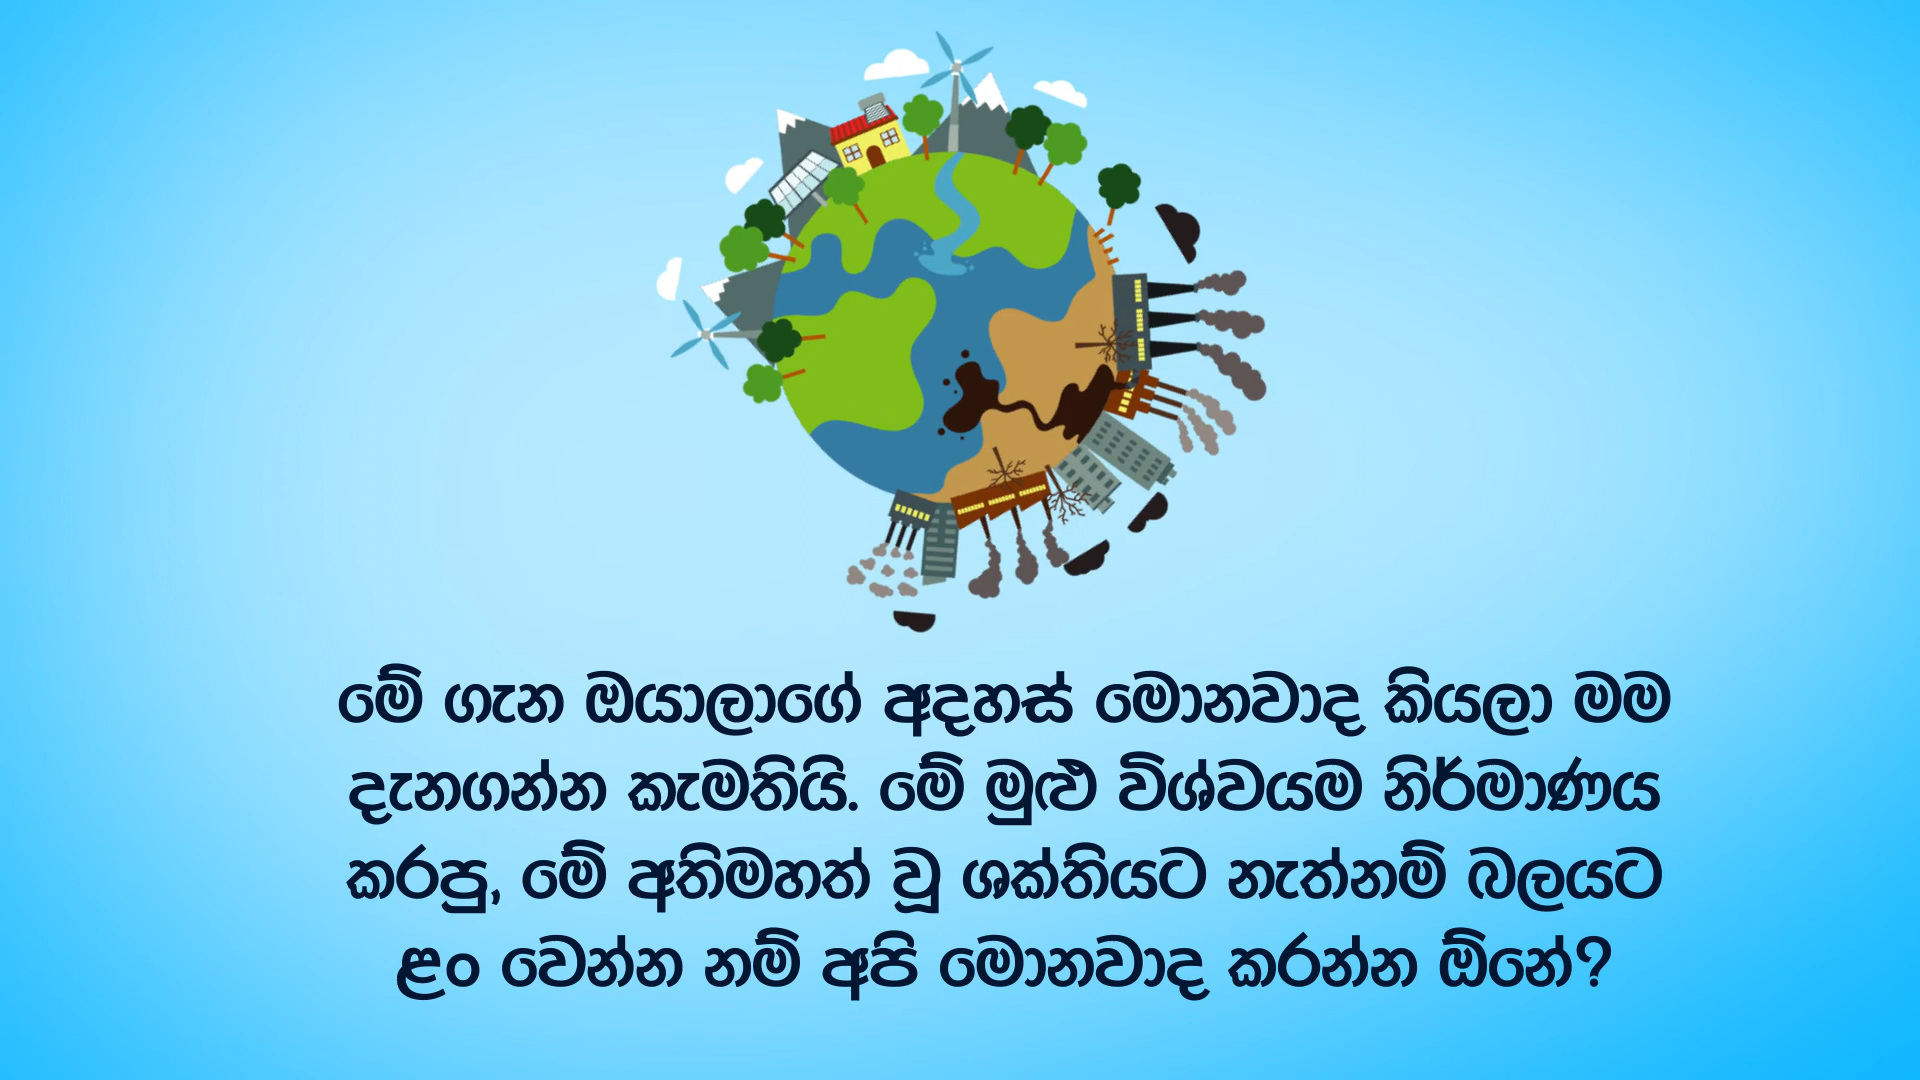 මේ ගැන ඔයාලාගේ අදහස් මොනවාද කියලා මම
දැනගන්න කැමතියි. මේ මුළු විශ්වයම නිර්මාණය
කරපු, මේ අතිමහත් වූ ශක්තියට නැත්නම් බලයට
ළං වෙන්න නම් අපි මොනවාද කරන්න ඕනේ?